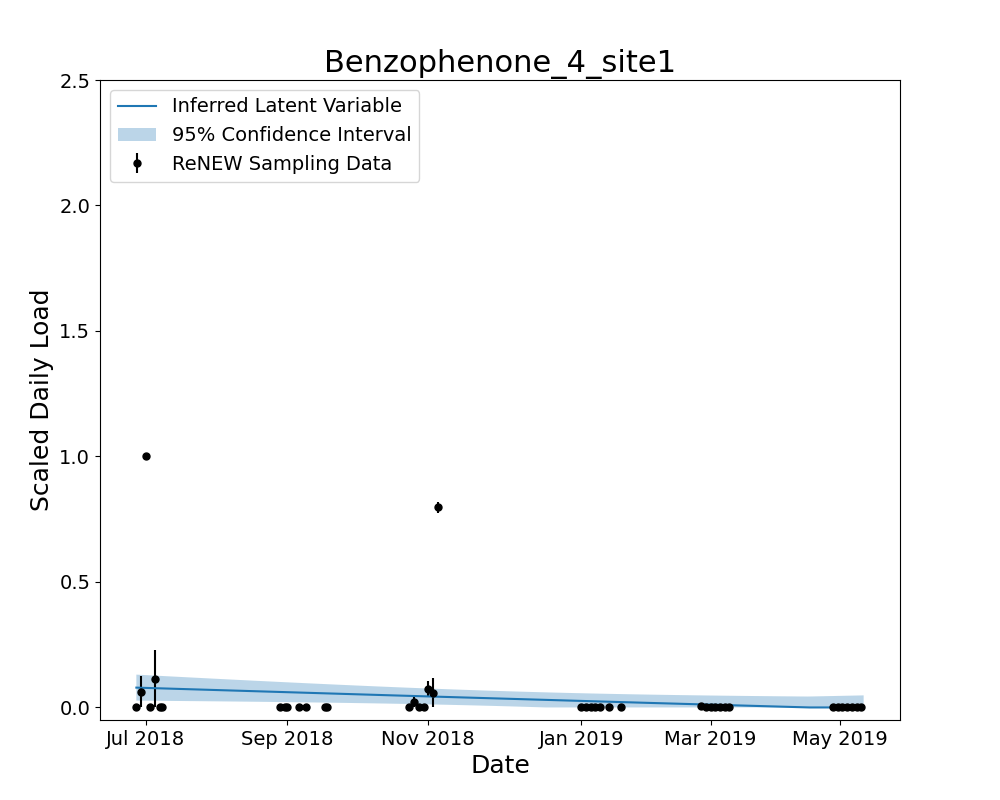 Benzophenone_4_site1
2.5
Inferred Latent Variable
95% Confidence Interval
ReNEW Sampling Data
2.0
1.5
1.0
0.5
0.0
Scaled Daily Load
Jul 2018 Sep 2018 Nov 2018 Jan 2019 Mar 2019 May 2019
Date